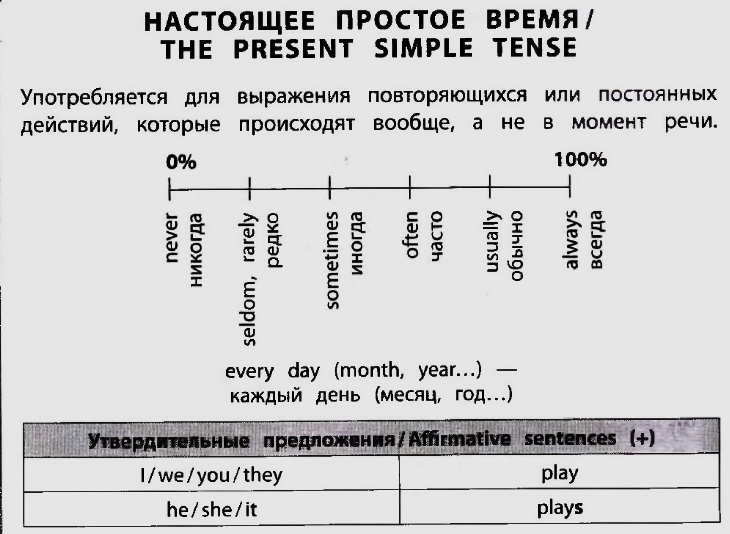 НАСТОЯЩЕЕ ПРОСТОЕ ВРЕМЯ/
THE PRESENT SIMPLE TENSE
Употребляется для выражения повторяющихся или постоянных
действий, которые происходят вообще, а не в момент речи.
0% 100%
never
никогда
seldom, rarely
редко
sometimes
иногда
often
часто
usually
обычно
always
всегда
every day (month, year...) —
каждый день (месяц, год...)
Утвердительные предложения/Affirmative sentences (+)
I/we/you/they play
he/she/it plays